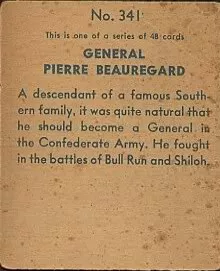 No. 341
This is one of a series of 48 cards
GENERAL
PIERRE BEAUREGARD
A descendant of a famous South-
ern family, it was quite natural that
he should become a General in
the Confederate Army. He fought
in the battles of Bull Run and Shiloh.